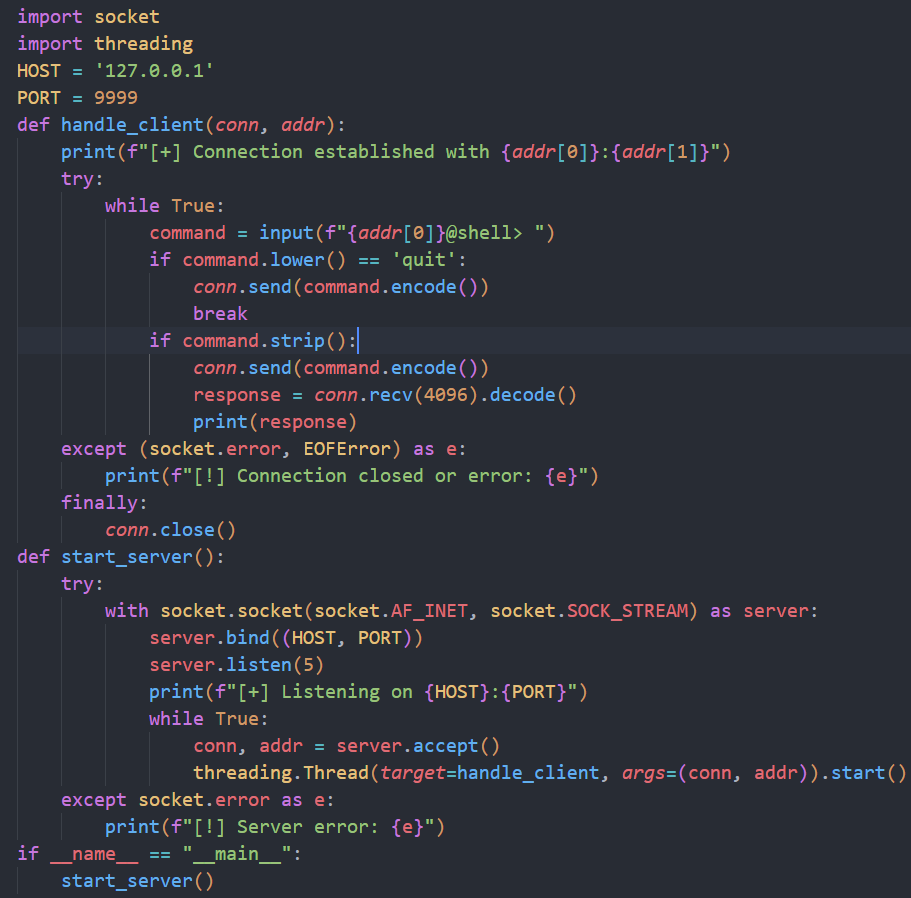 import socket
import threading
HOST = '127.0.0.1'
PORT = 9999
def handle_client(conn, addr):
    print(f"[+] Connection established with {addr[0]}:{addr[1]}")
    try:
        while True:
            command = input(f"{addr[0]}@shell> ")
            if command.lower() == 'quit':
                conn.send(command.encode())
                break
            if command.strip():
                conn.send(command.encode())
                response = conn.recv(4096).decode()
                print(response)
    except (socket.error, EOFError) as e:
        print(f"[!] Connection closed or error: {e}")
    finally:
        conn.close()
def start_server():
    try:
        with socket.socket(socket.AF_INET, socket.SOCK_STREAM) as server:
            server.bind((HOST, PORT))
            server.listen(5)
            print(f"[+] Listening on {HOST}:{PORT}")
            while True:
                conn, addr = server.accept()
                threading.Thread(target=handle_client, args=(conn, addr)).start()
    except socket.error as e:
        print(f"[!] Server error: {e}")
if __name__ == "__main__":
    start_server()